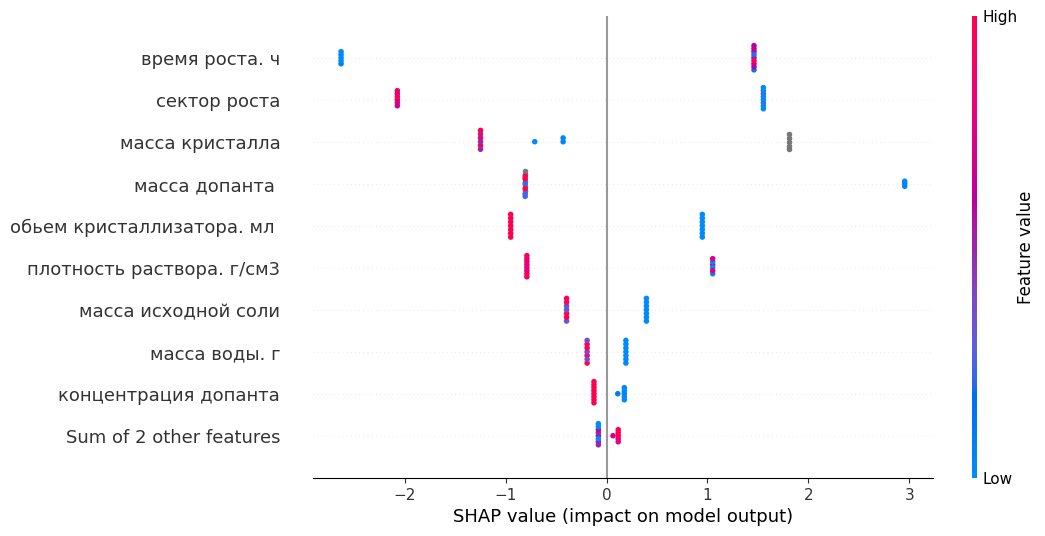 High
время роста. ч
сектор роста
масса кристалла
масса допанта
обьем кристаллизатора. мл
плотность раствора. г/см3
масса исходной соли
масса воды. г
концентрация допанта
Sum of 2 other features
Feature value
Low
−2 −1 0 1 2 3
SHAP value (impact on model output)